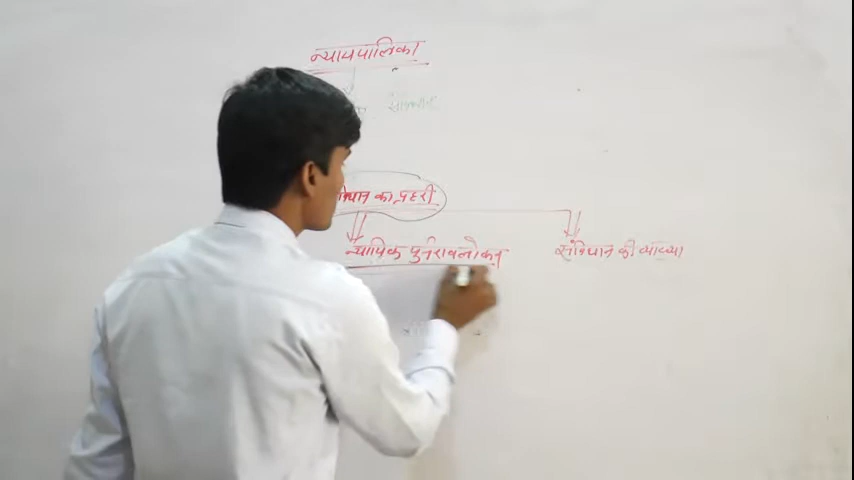 न्यायपालिका
संविधान का प्रहरी
न्यायिक पुर्नरावलोकन
संविधान की व्याख्या